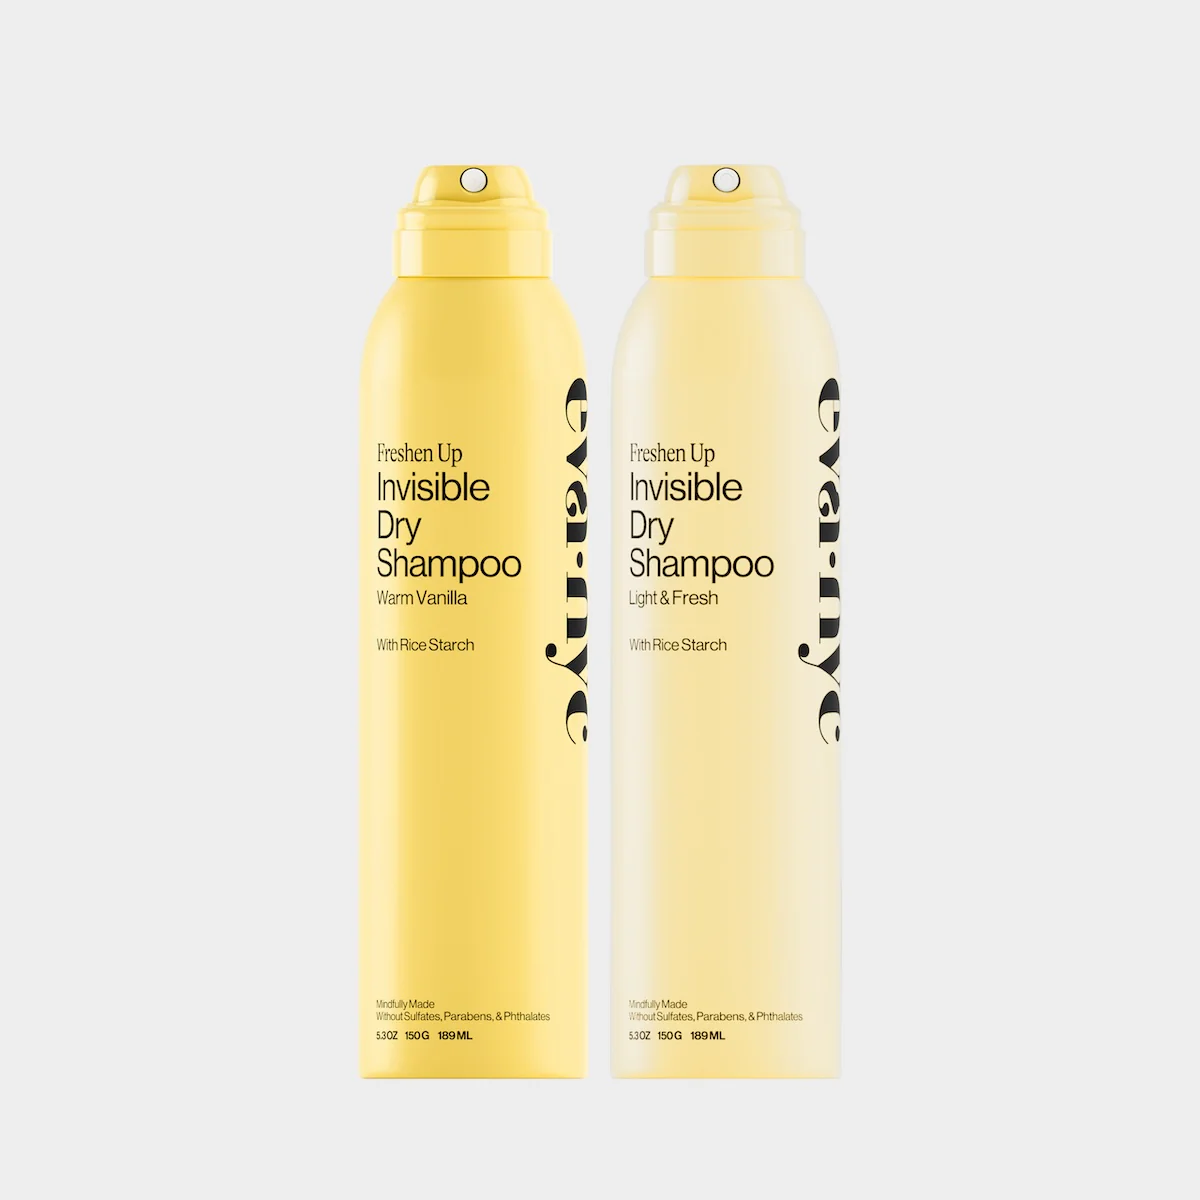 Freshen Up
Invisible
Dry
Shampoo
Warm Vanilla
With Rice Starch
Mindfully Made
Without Sulfates, Parabens, & Phthalates
5.3OZ 150G 189ML
eva·nyc
Freshen Up
Invisible
Dry
Shampoo
Light & Fresh
With Rice Starch
Mindfully Made
Without Sulfates, Parabens, & Phthalates
5.3OZ 150G 189ML
eva·nyc